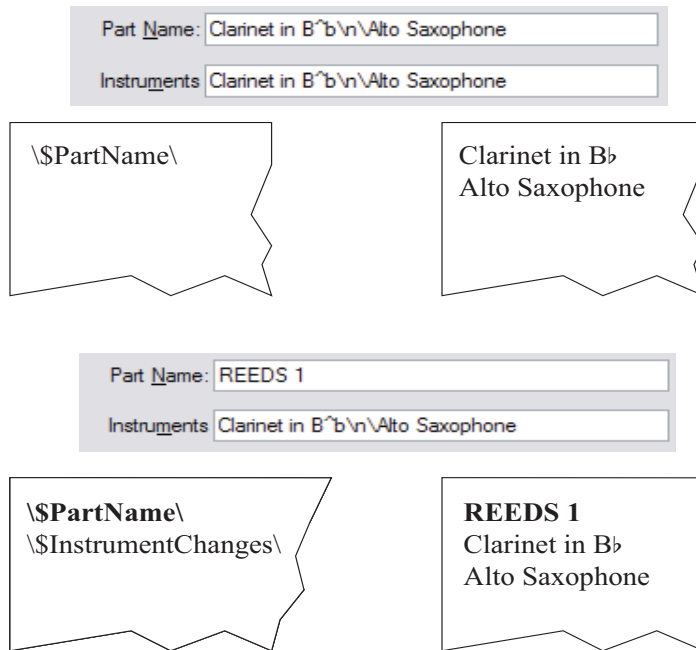 Part Name: Clarinet in B^b\n\Alto Saxophone
Instruments Clarinet in B^b\n\Alto Saxophone
\$PartName\
Clarinet in B♭
Alto Saxophone
Part Name: REEDS 1
Instruments Clarinet in B^b\n\Alto Saxophone
\$PartName\
\$InstrumentChanges\
REEDS 1
Clarinet in B♭
Alto Saxophone